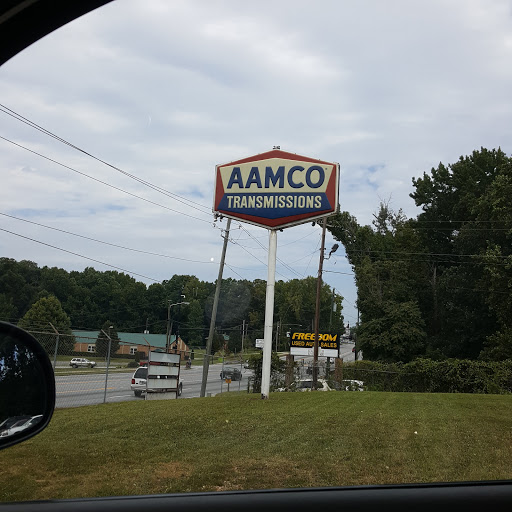 AAMCO
TRANSMISSIONS
FREEDOM
USED AUTO SALES